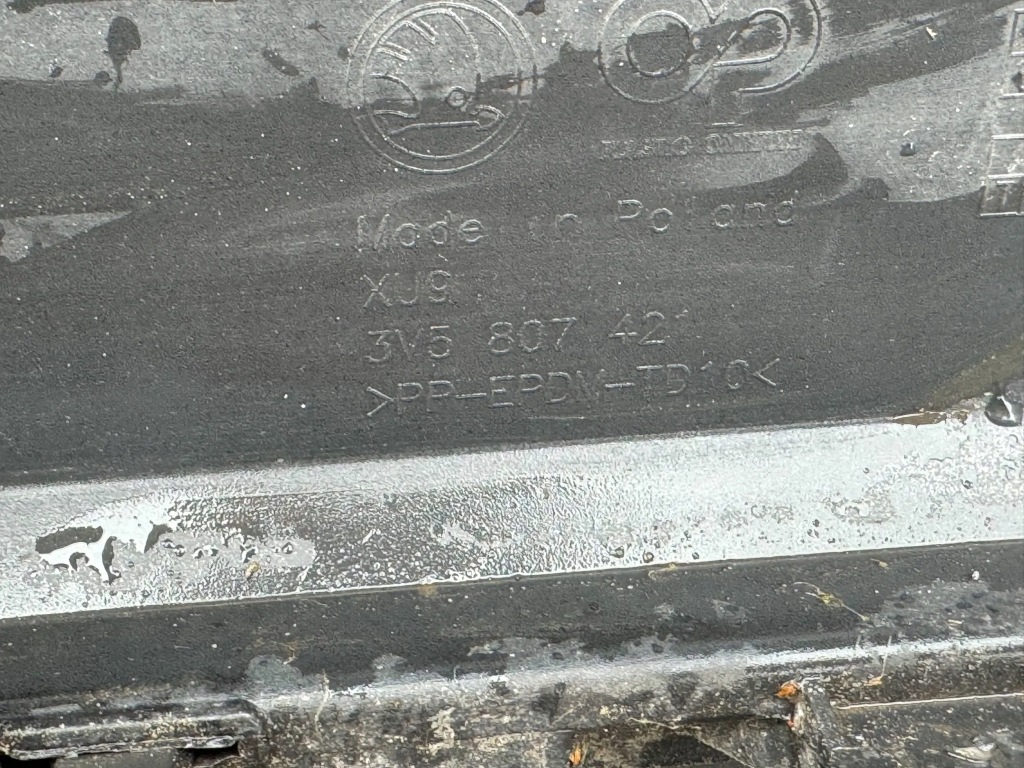 Made in Poland
XJ9
3V5 807 421
>PP-EPDM-TD10<